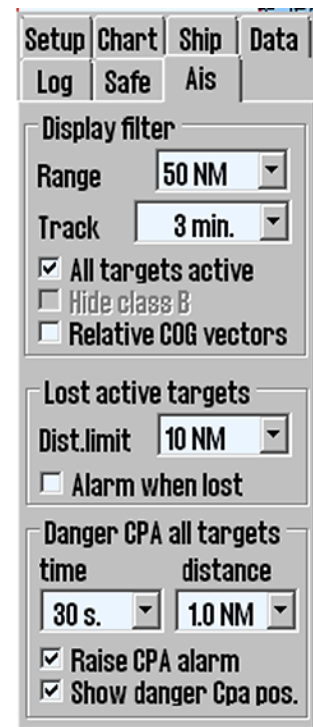 Setup Chart Ship Data
Log Safe Ais
Display filter
Range 50 NM
Track 3 min.
All targets active
Hide class B
Relative COG vectors
Lost active targets
Dist.limit 10 NM
Alarm when lost
Danger CPA all targets
time distance
30 s. 1.0 NM
Raise CPA alarm
Show danger Cpa pos.